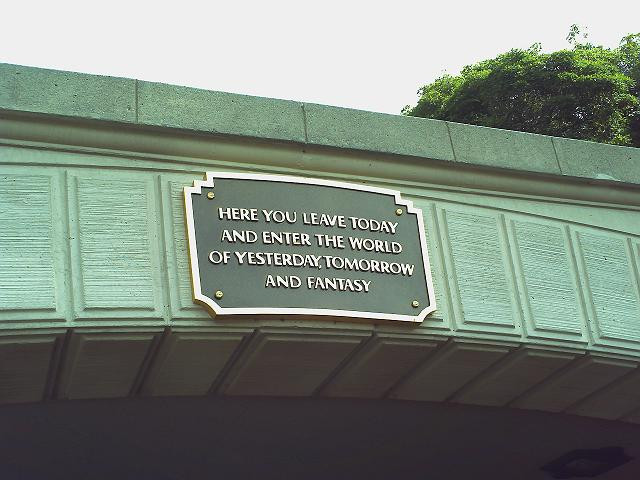 HERE YOU LEAVE TODAY
AND ENTER THE WORLD
OF YESTERDAY, TOMORROW
AND FANTASY